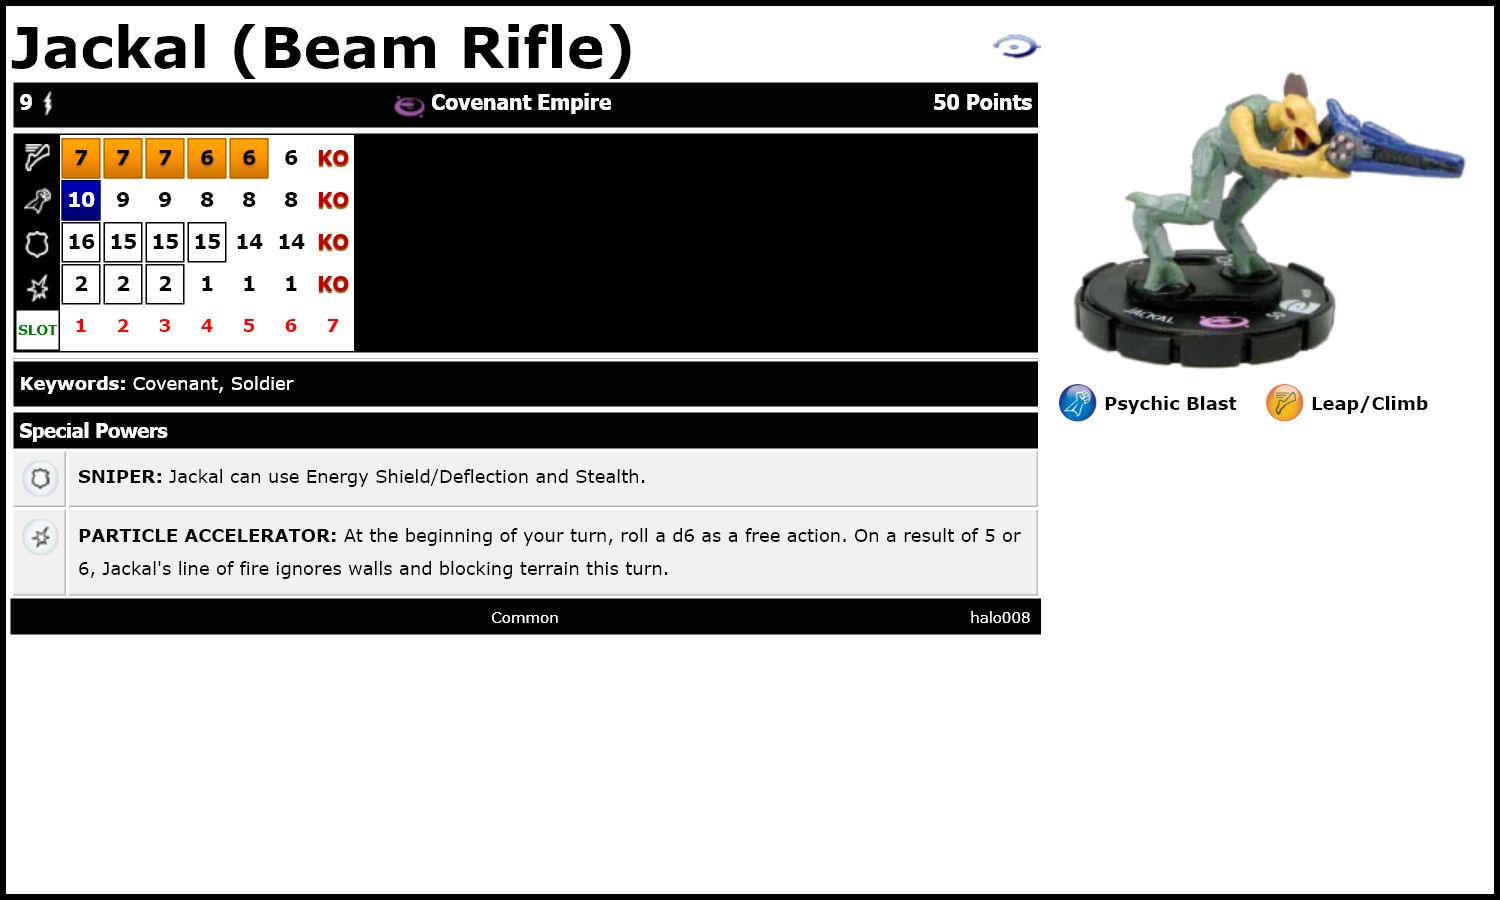 Jackal (Beam Rifle)
9 Covenant Empire 50 Points
7 7 7 6 6 6 KO
10 9 9 8 8 8 KO
16 15 15 15 14 14 KO
2 2 2 1 1 1 KO
SLOT 1 2 3 4 5 6 7
Keywords: Covenant, Soldier
Special Powers
SNIPER: Jackal can use Energy Shield/Deflection and Stealth.
PARTICLE ACCELERATOR: At the beginning of your turn, roll a d6 as a free action. On a result of 5 or
6, Jackal's line of fire ignores walls and blocking terrain this turn.
Common halo008
JACKAL 50
Psychic Blast Leap/Climb